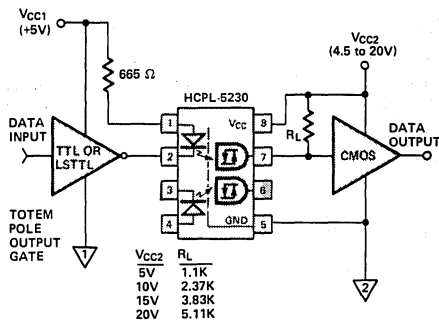 VCC1
(+5V)
665 Ω
HCPL-5230
VCC2
(4.5 to 20V)
DATA
INPUT
TTL OR
LSTTL
1
2
3
4
VCC
GND
8
7
6
5
RL
CMOS
DATA
OUTPUT
TOTEM
POLE
OUTPUT
GATE
1
2
VCC2 RL
5V 1.1K
10V 2.37K
15V 3.83K
20V 5.11K